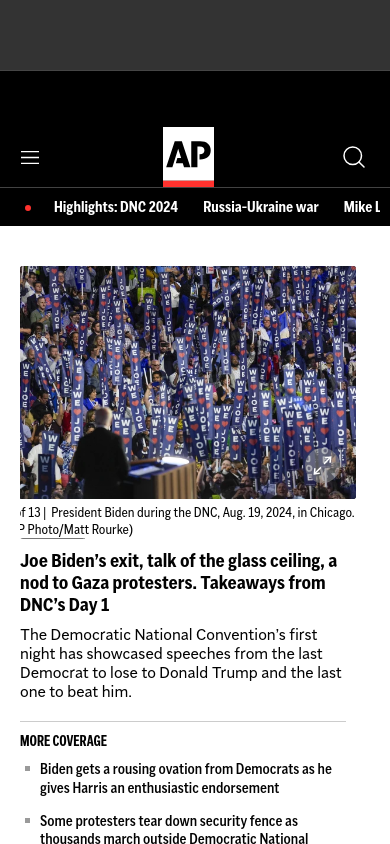 AP
Highlights: DNC 2024 Russia-Ukraine war Mike L
WE ♥ JOE
of 13 | President Biden during the DNC, Aug. 19, 2024, in Chicago.
P Photo/Matt Rourke)
Joe Biden’s exit, talk of the glass ceiling, a
nod to Gaza protesters. Takeaways from
DNC’s Day 1
The Democratic National Convention’s first
night has showcased speeches from the last
Democrat to lose to Donald Trump and the last
one to beat him.
MORE COVERAGE
Biden gets a rousing ovation from Democrats as he
gives Harris an enthusiastic endorsement
Some protesters tear down security fence as
thousands march outside Democratic National